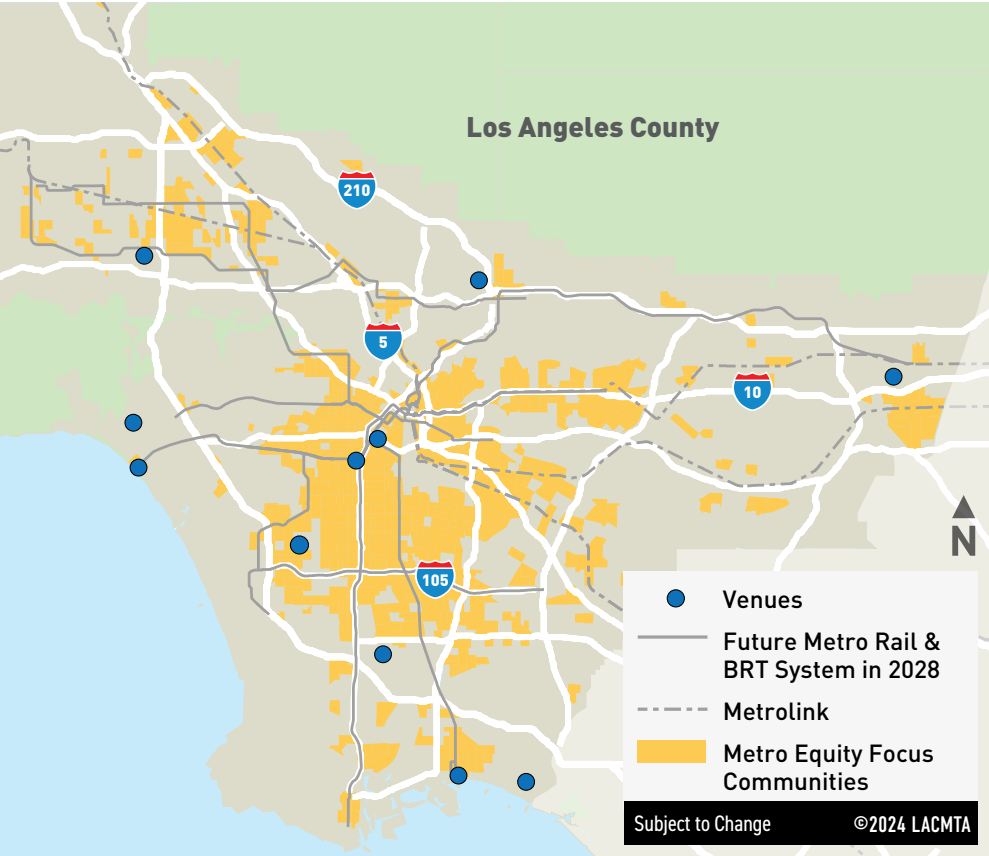 Los Angeles County
210
5
10
105
N
Venues
Future Metro Rail &
BRT System in 2028
Metrolink
Metro Equity Focus
Communities
Subject to Change
©2024 LACMTA